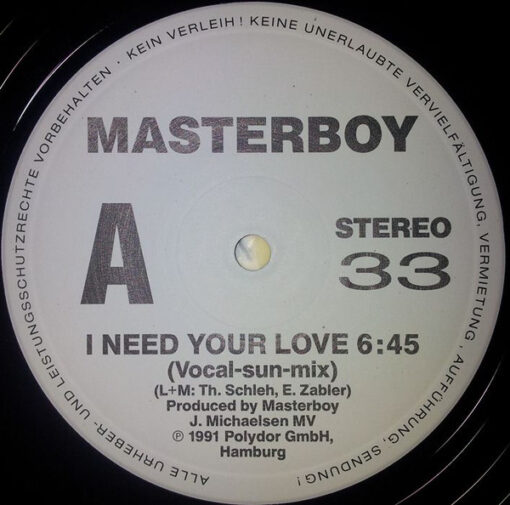 ALLE URHEBER- UND LEISTUNGSSCHUTZRECHTE VORBEHALTEN · KEIN VERLEIH! KEINE UNERLAUBTE VERVIELFÄLTIGUNG, VERMIETUNG, AUFFÜHRUNG, SENDUNG!
MASTERBOY
A
STEREO
33
I NEED YOUR LOVE 6:45
(Vocal-sun-mix)
(L+M: Th. Schleh, E. Zabler)
Produced by Masterboy
J. Michaelsen MV
℗ 1991 Polydor GmbH,
Hamburg